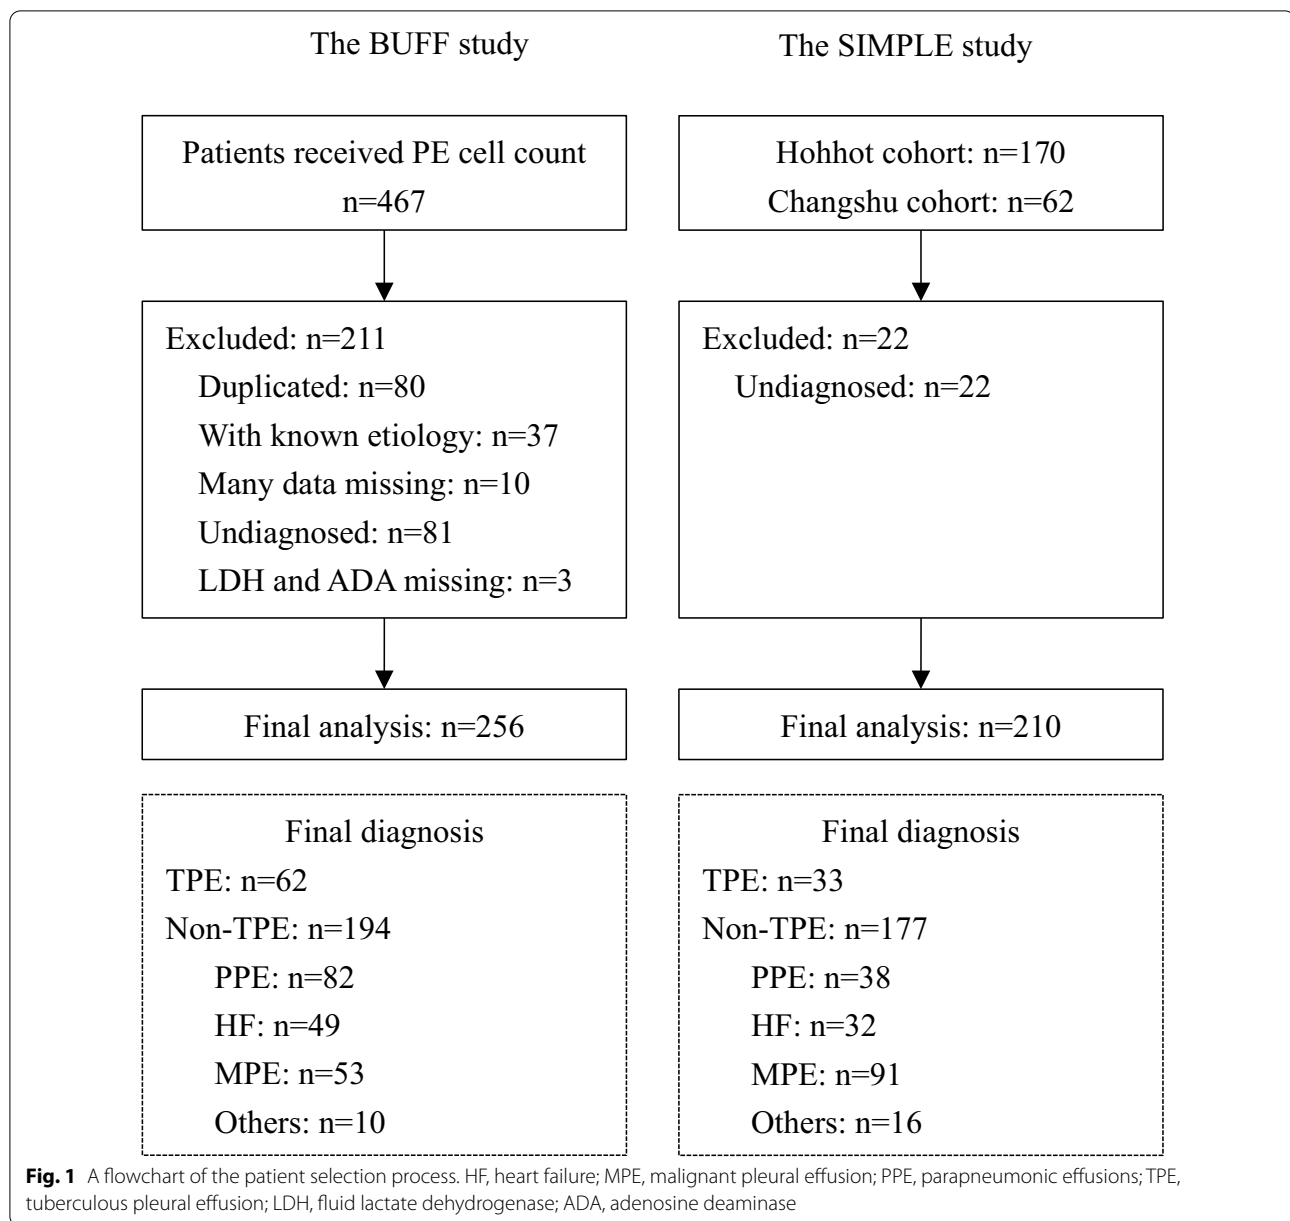 The BUFF study
Patients received PE cell count
n=467
Excluded: n=211
Duplicated: n=80
With known etiology: n=37
Many data missing: n=10
Undiagnosed: n=81
LDH and ADA missing: n=3
Final analysis: n=256
Final diagnosis
TPE: n=62
Non-TPE: n=194
PPE: n=82
HF: n=49
MPE: n=53
Others: n=10
The SIMPLE study
Hohhot cohort: n=170
Changshu cohort: n=62
Excluded: n=22
Undiagnosed: n=22
Final analysis: n=210
Final diagnosis
TPE: n=33
Non-TPE: n=177
PPE: n=38
HF: n=32
MPE: n=91
Others: n=16
Fig. 1 A flowchart of the patient selection process. HF, heart failure; MPE, malignant pleural effusion; PPE, parapneumonic effusions; TPE,
tuberculous pleural effusion; LDH, fluid lactate dehydrogenase; ADA, adenosine deaminase